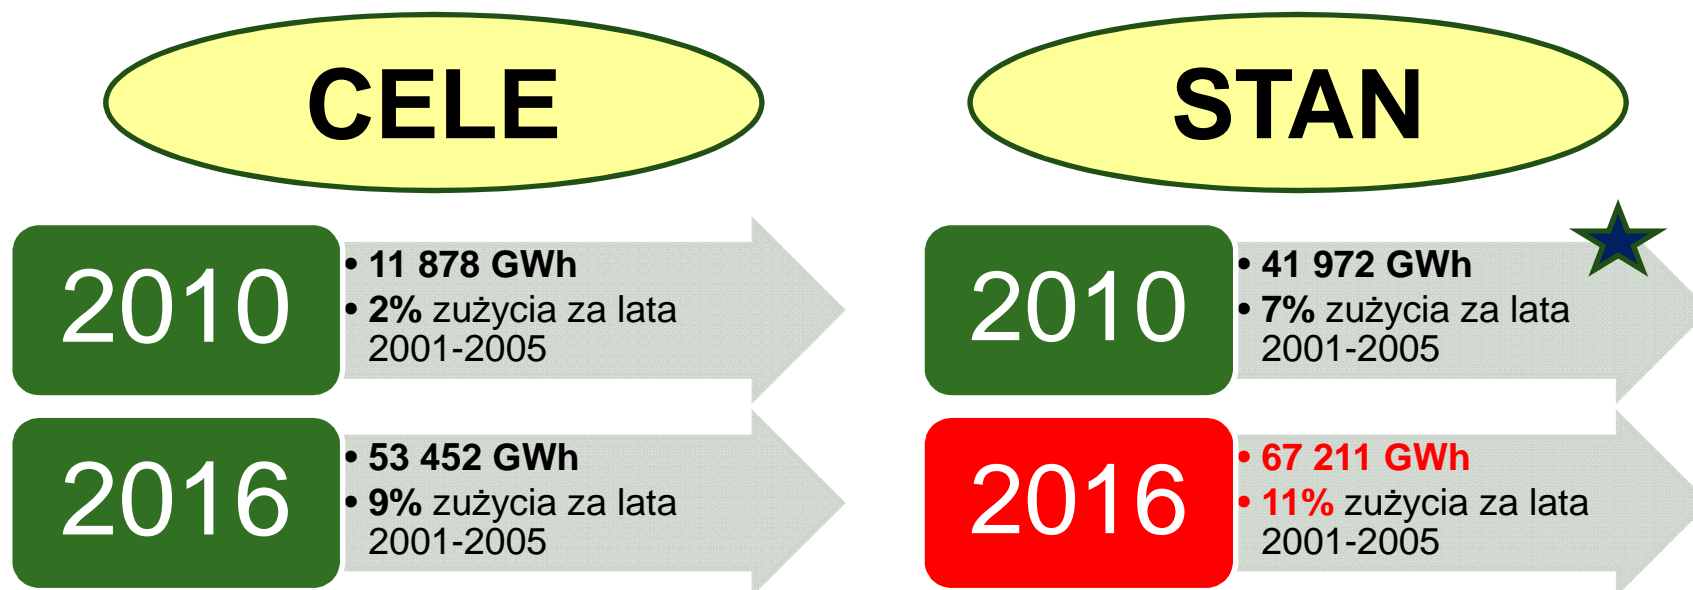 CELE
2010
• 11 878 GWh
• 2% zużycia za lata
2001-2005
2016
• 53 452 GWh
• 9% zużycia za lata
2001-2005
STAN
2010
• 41 972 GWh
• 7% zużycia za lata
2001-2005
2016
• 67 211 GWh
• 11% zużycia za lata
2001-2005